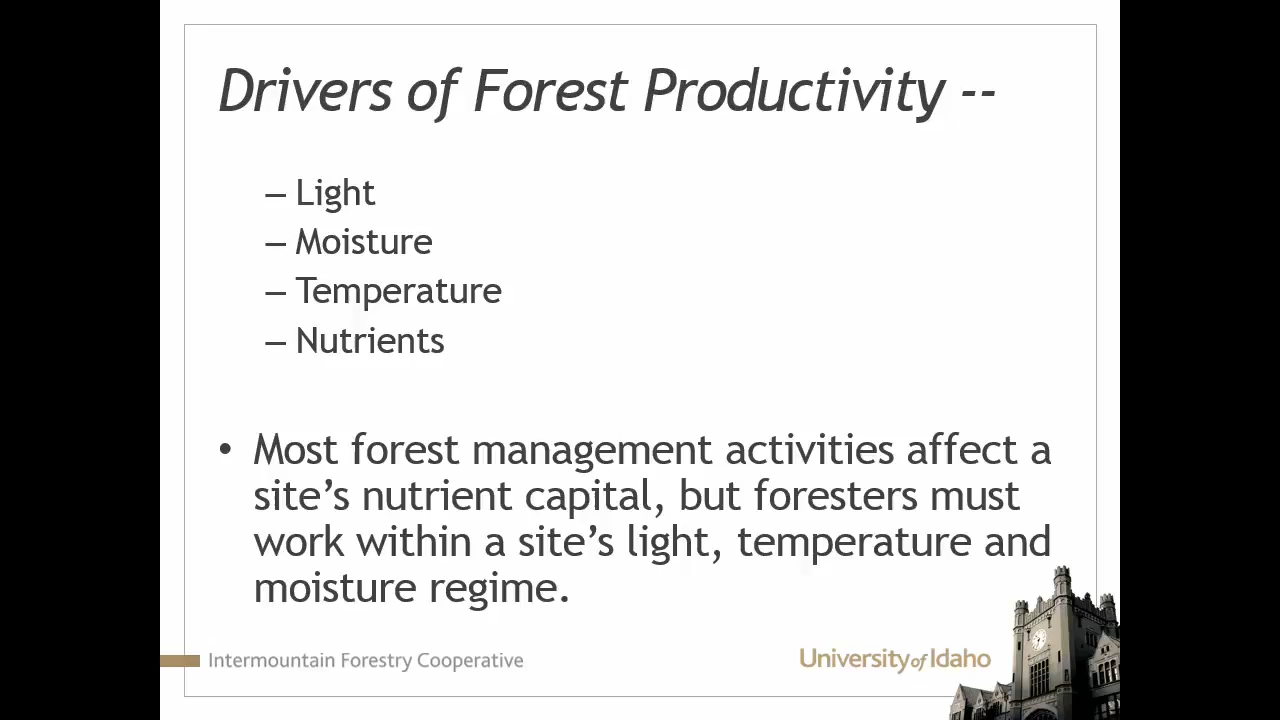 Drivers of Forest Productivity --
– Light
– Moisture
– Temperature
– Nutrients
• Most forest management activities affect a
site’s nutrient capital, but foresters must
work within a site’s light, temperature and
moisture regime.
Intermountain Forestry Cooperative
University of Idaho